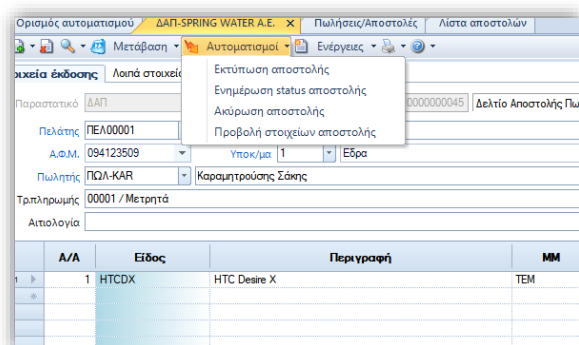 Ορισμός αυτοματισμού ΔΑΠ-SPRING WATER Α.Ε. X Πωλήσεις/Αποστολές Λίστα αποστολών
Μετάβαση Αυτοματισμοί Ενέργειες
Εκτύπωση αποστολής
οιχεία έκδοσης Λοιπά στοιχεί
Ενημέρωση status αποστολής
Παραστατικό ΔΑΠ 0000000045 Δελτίο Αποστολής Πω
Ακύρωση αποστολής
Πελάτης ΠΕΛ00001
Προβολή στοιχείων αποστολής
Α.Φ.Μ. 094123509 Υποκ/μα 1 Έδρα
Πωλητής ΠΩΛ-KAR Καραμητρούσης Σάκης
Τρ.πληρωμής 00001 / Μετρητά
Αιτιολογία
Α/Α Είδος Περιγραφή ΜΜ
1 HTCDX HTC Desire X ΤΕΜ